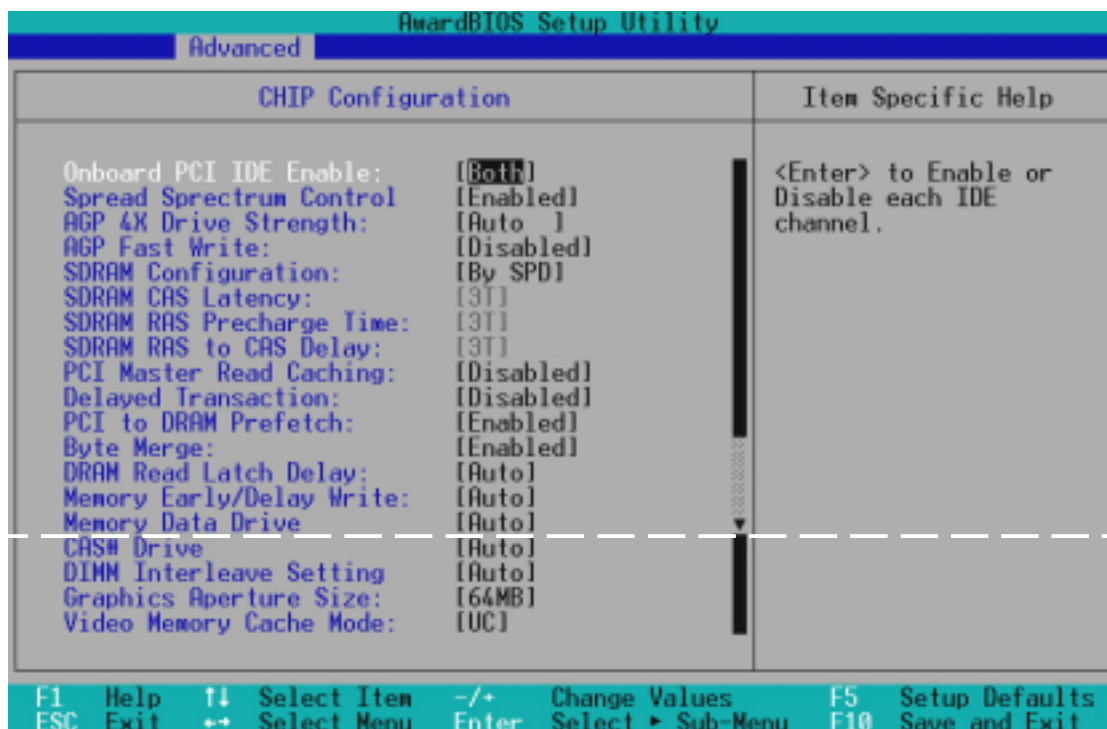 AwardBIOS Setup Utility
Advanced
CHIP Configuration
Item Specific Help
Onboard PCI IDE Enable: [Both]
Spread Sprectrum Control [Enabled]
AGP 4X Drive Strength: [Auto ]
AGP Fast Write: [Disabled]
SDRAM Configuration: [By SPD]
SDRAM CAS Latency: [3T]
SDRAM RAS Precharge Time: [3T]
SDRAM RAS to CAS Delay: [3T]
PCI Master Read Caching: [Disabled]
Delayed Transaction: [Disabled]
PCI to DRAM Prefetch: [Enabled]
Byte Merge: [Enabled]
DRAM Read Latch Delay: [Auto]
Memory Early/Delay Write: [Auto]
Memory Data Drive [Auto]
CAS# Drive [Auto]
DIMM Interleave Setting [Auto]
Graphics Aperture Size: [64MB]
Video Memory Cache Mode: [UC]
<Enter> to Enable or
Disable each IDE
channel.
F1 Help ↑↓ Select Item -/+ Change Values F5 Setup Defaults
ESC Exit ←→ Select Menu Enter Select ► Sub-Menu F10 Save and Exit